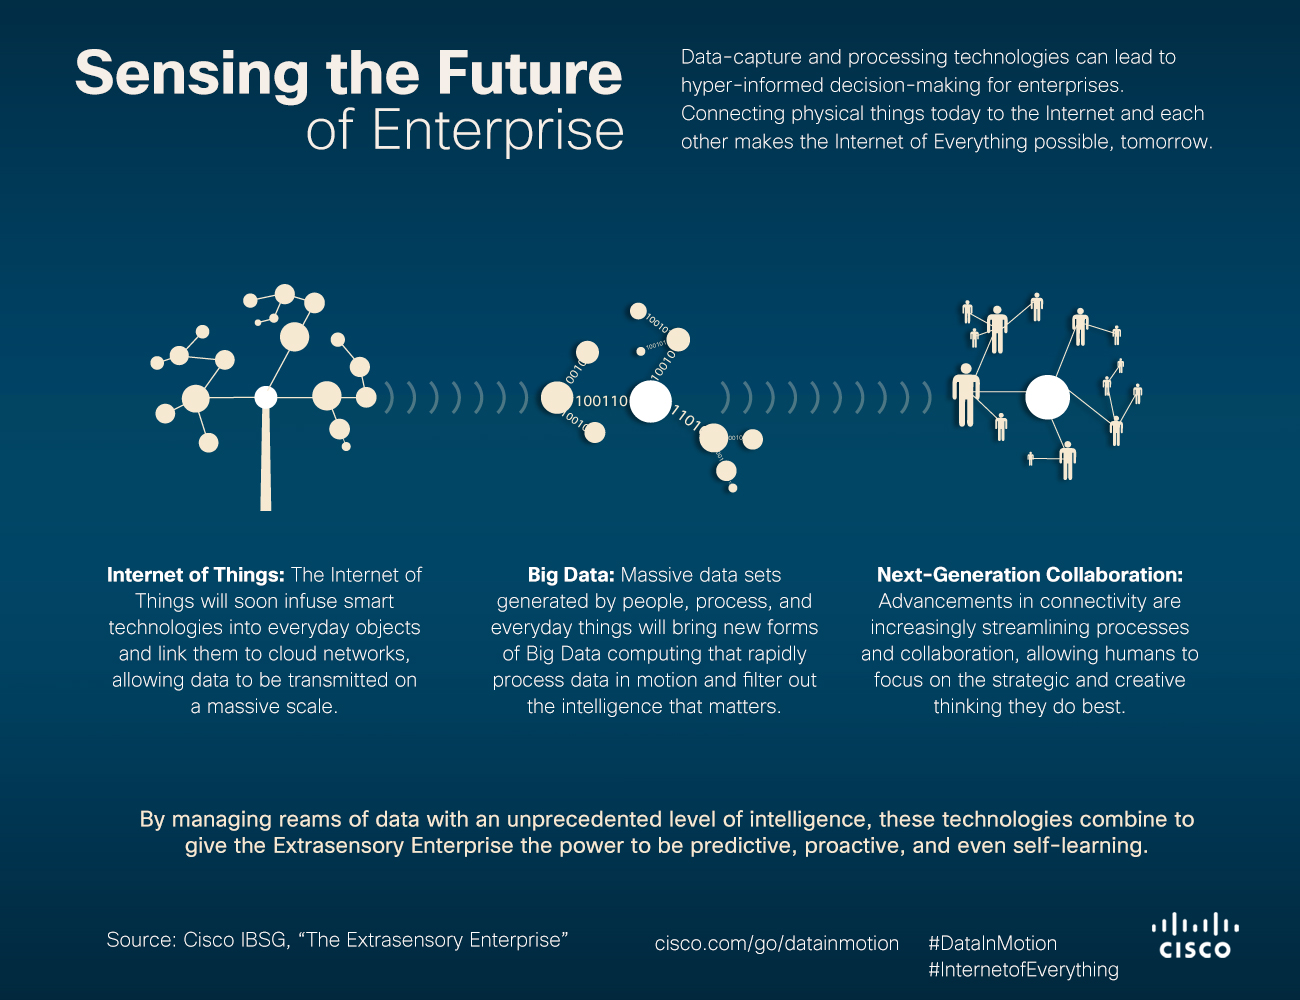 Sensing the Future
of Enterprise
Data-capture and processing technologies can lead to
hyper-informed decision-making for enterprises.
Connecting physical things today to the Internet and each
other makes the Internet of Everything possible, tomorrow.
10010
10010
0010
10010
100110
1101
10010
0010
Internet of Things: The Internet of
Things will soon infuse smart
technologies into everyday objects
and link them to cloud networks,
allowing data to be transmitted on
a massive scale.
Big Data: Massive data sets
generated by people, process, and
everyday things will bring new forms
of Big Data computing that rapidly
process data in motion and filter out
the intelligence that matters.
Next-Generation Collaboration:
Advancements in connectivity are
increasingly streamlining processes
and collaboration, allowing humans to
focus on the strategic and creative
thinking they do best.
By managing reams of data with an unprecedented level of intelligence, these technologies combine to
give the Extrasensory Enterprise the power to be predictive, proactive, and even self-learning.
Source: Cisco IBSG, “The Extrasensory Enterprise”
cisco.com/go/datainmotion
#DataInMotion
#InternetofEverything
CISCO